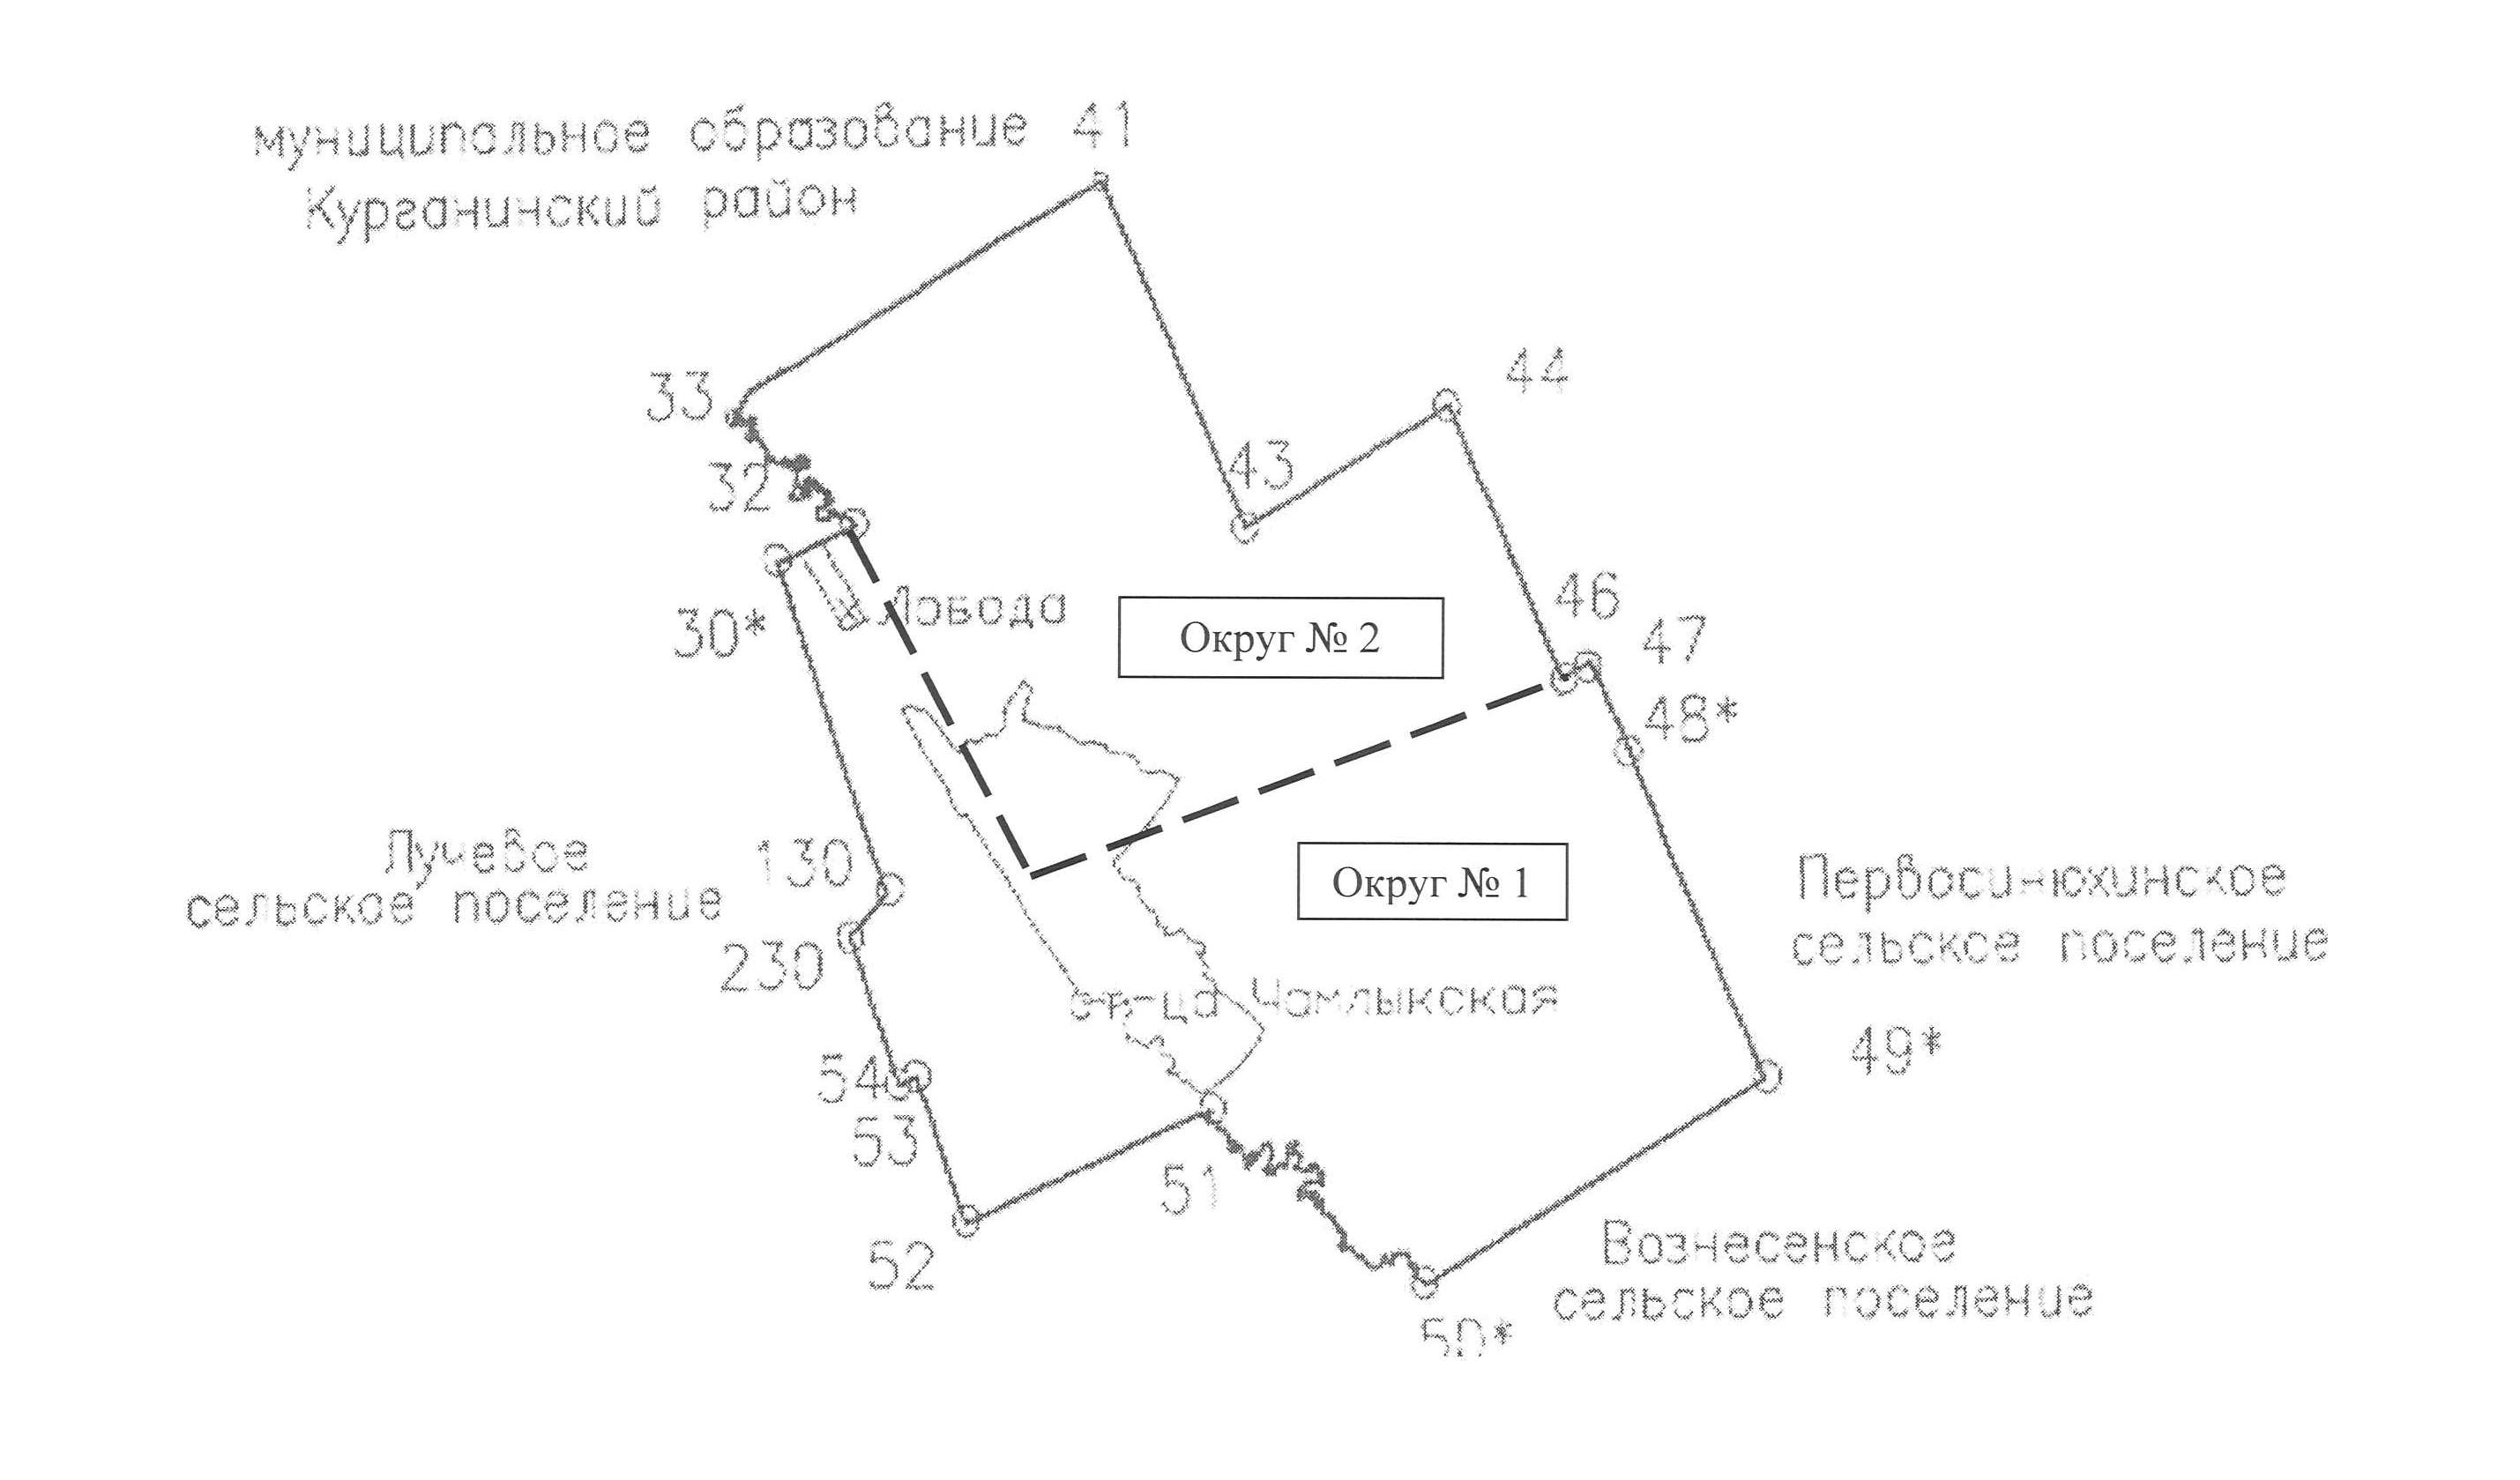 муниципальное образование 41
Курганинский район
33
44
43
32
х Лобода
30*
Округ № 2
46
47
48*
130
Лучевое
сельское поселение
230
Округ № 1
Первосинюхинское
сельское поселение
ст-ца Чамлыкская
54
49*
53
51
52
Вознесенское
сельское поселение
50*